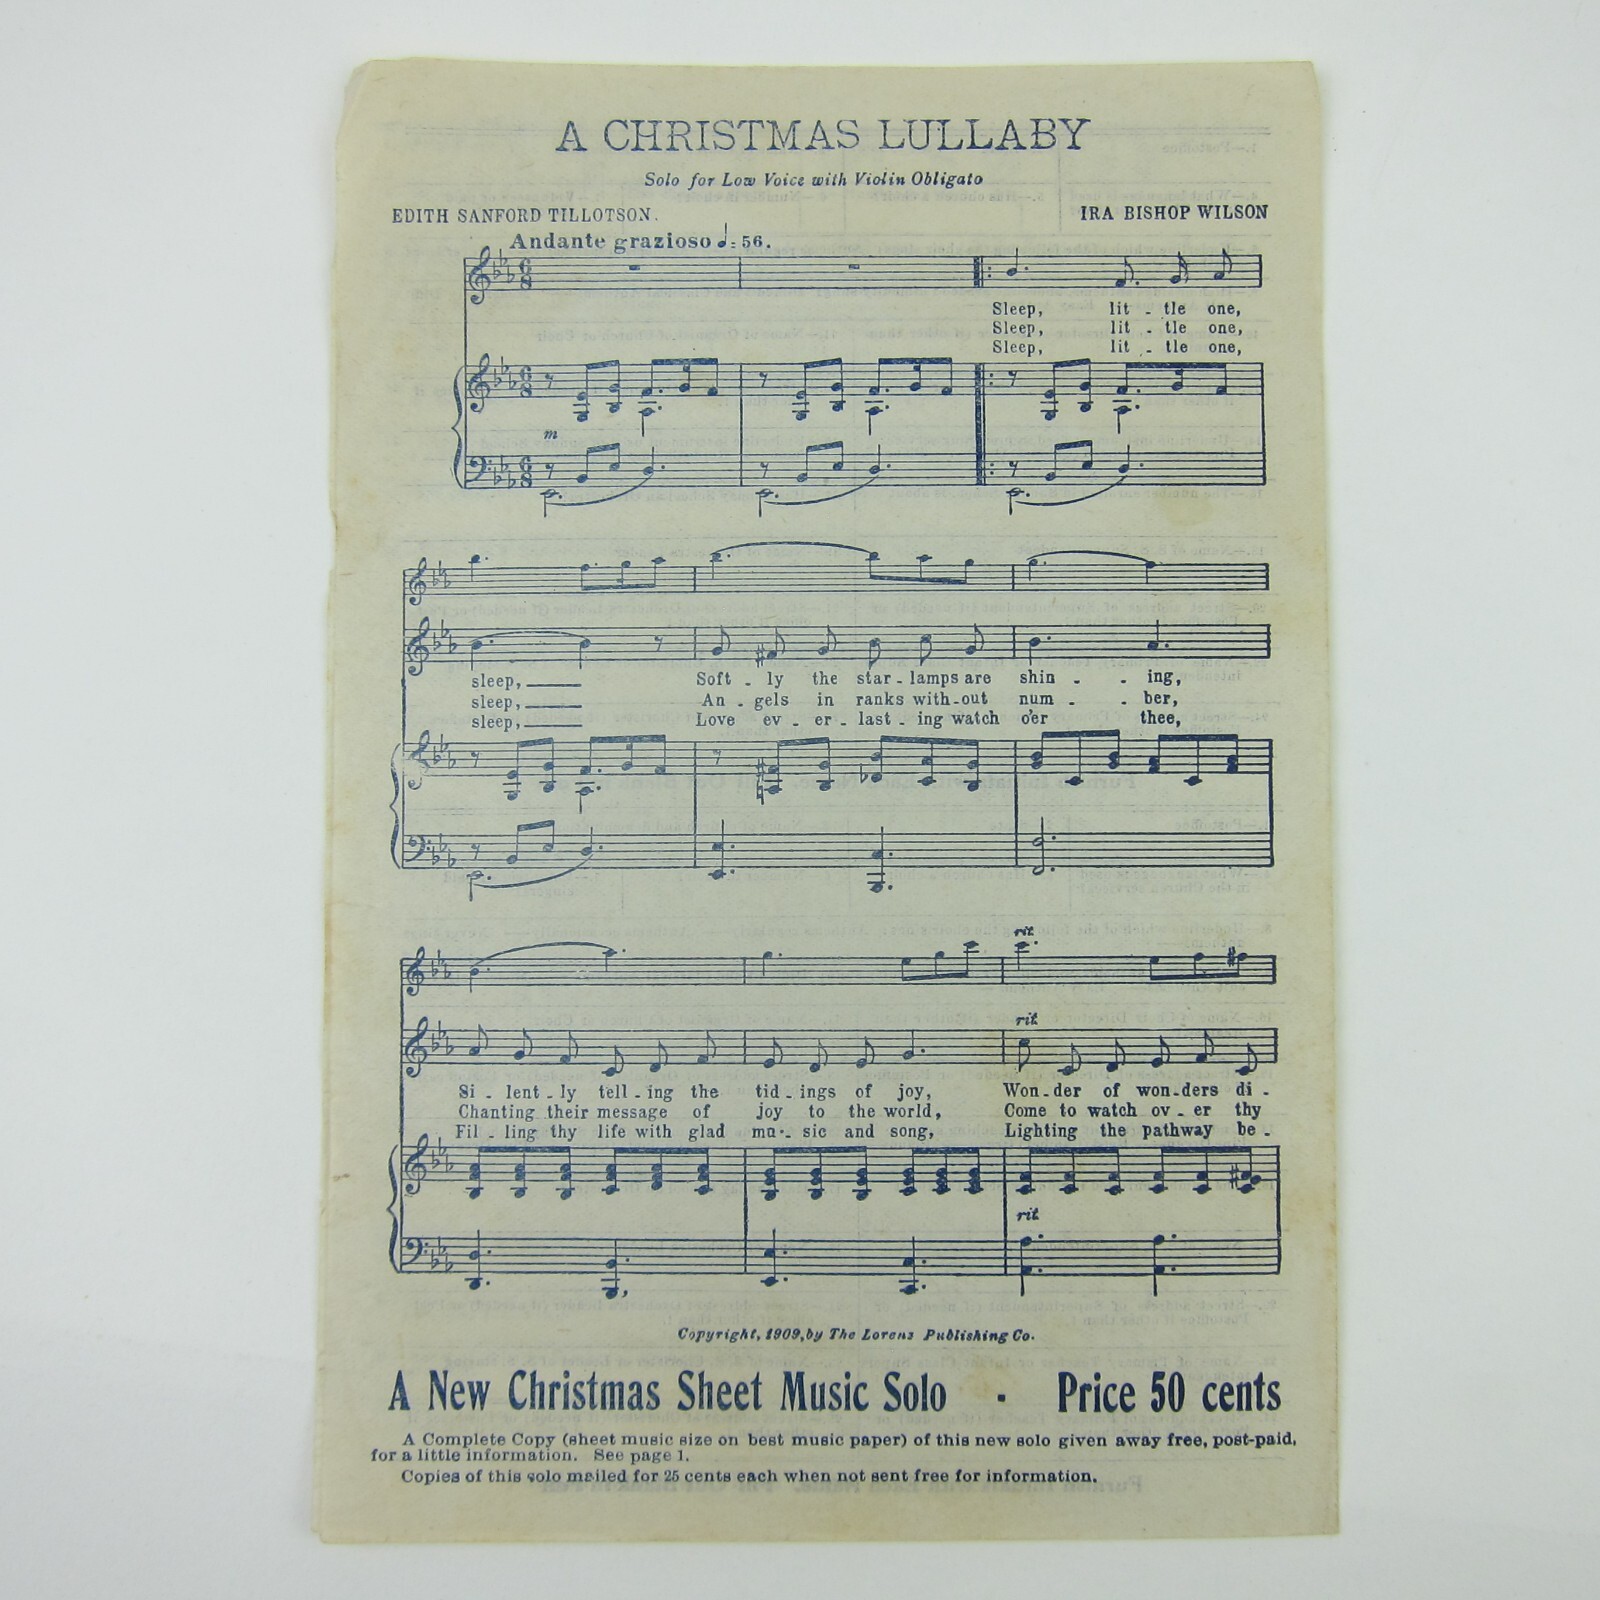 A CHRISTMAS LULLABY
Solo for Low Voice with Violin Obligato
EDITH SANFORD TILLOTSON. IRA BISHOP WILSON
Andante grazioso ♩. = 56.
Sleep, lit - tle one,
Sleep, lit - tle one,
Sleep, lit - tle one,
m
sleep, Soft - ly the star - lamps are shin - - ing,
sleep, An - gels in ranks with - out num - - ber,
sleep, Love ev - er - last - ing watch o'er thee,
rit.
rit.
Si - lent - ly tell - ing the tid - ings of joy, Won - der of won - ders di -
Chanting their message of joy to the world, Come to watch ov - er thy
Fil - ling thy life with glad mu - sic and song, Lighting the pathway be -
rit.
Copyright, 1909, by The Lorenz Publishing Co.
A New Christmas Sheet Music Solo - Price 50 cents
A Complete Copy (sheet music size on best music paper) of this new solo given away free, post-paid,
for a little information. See page 1.
Copies of this solo mailed for 25 cents each when not sent free for information.